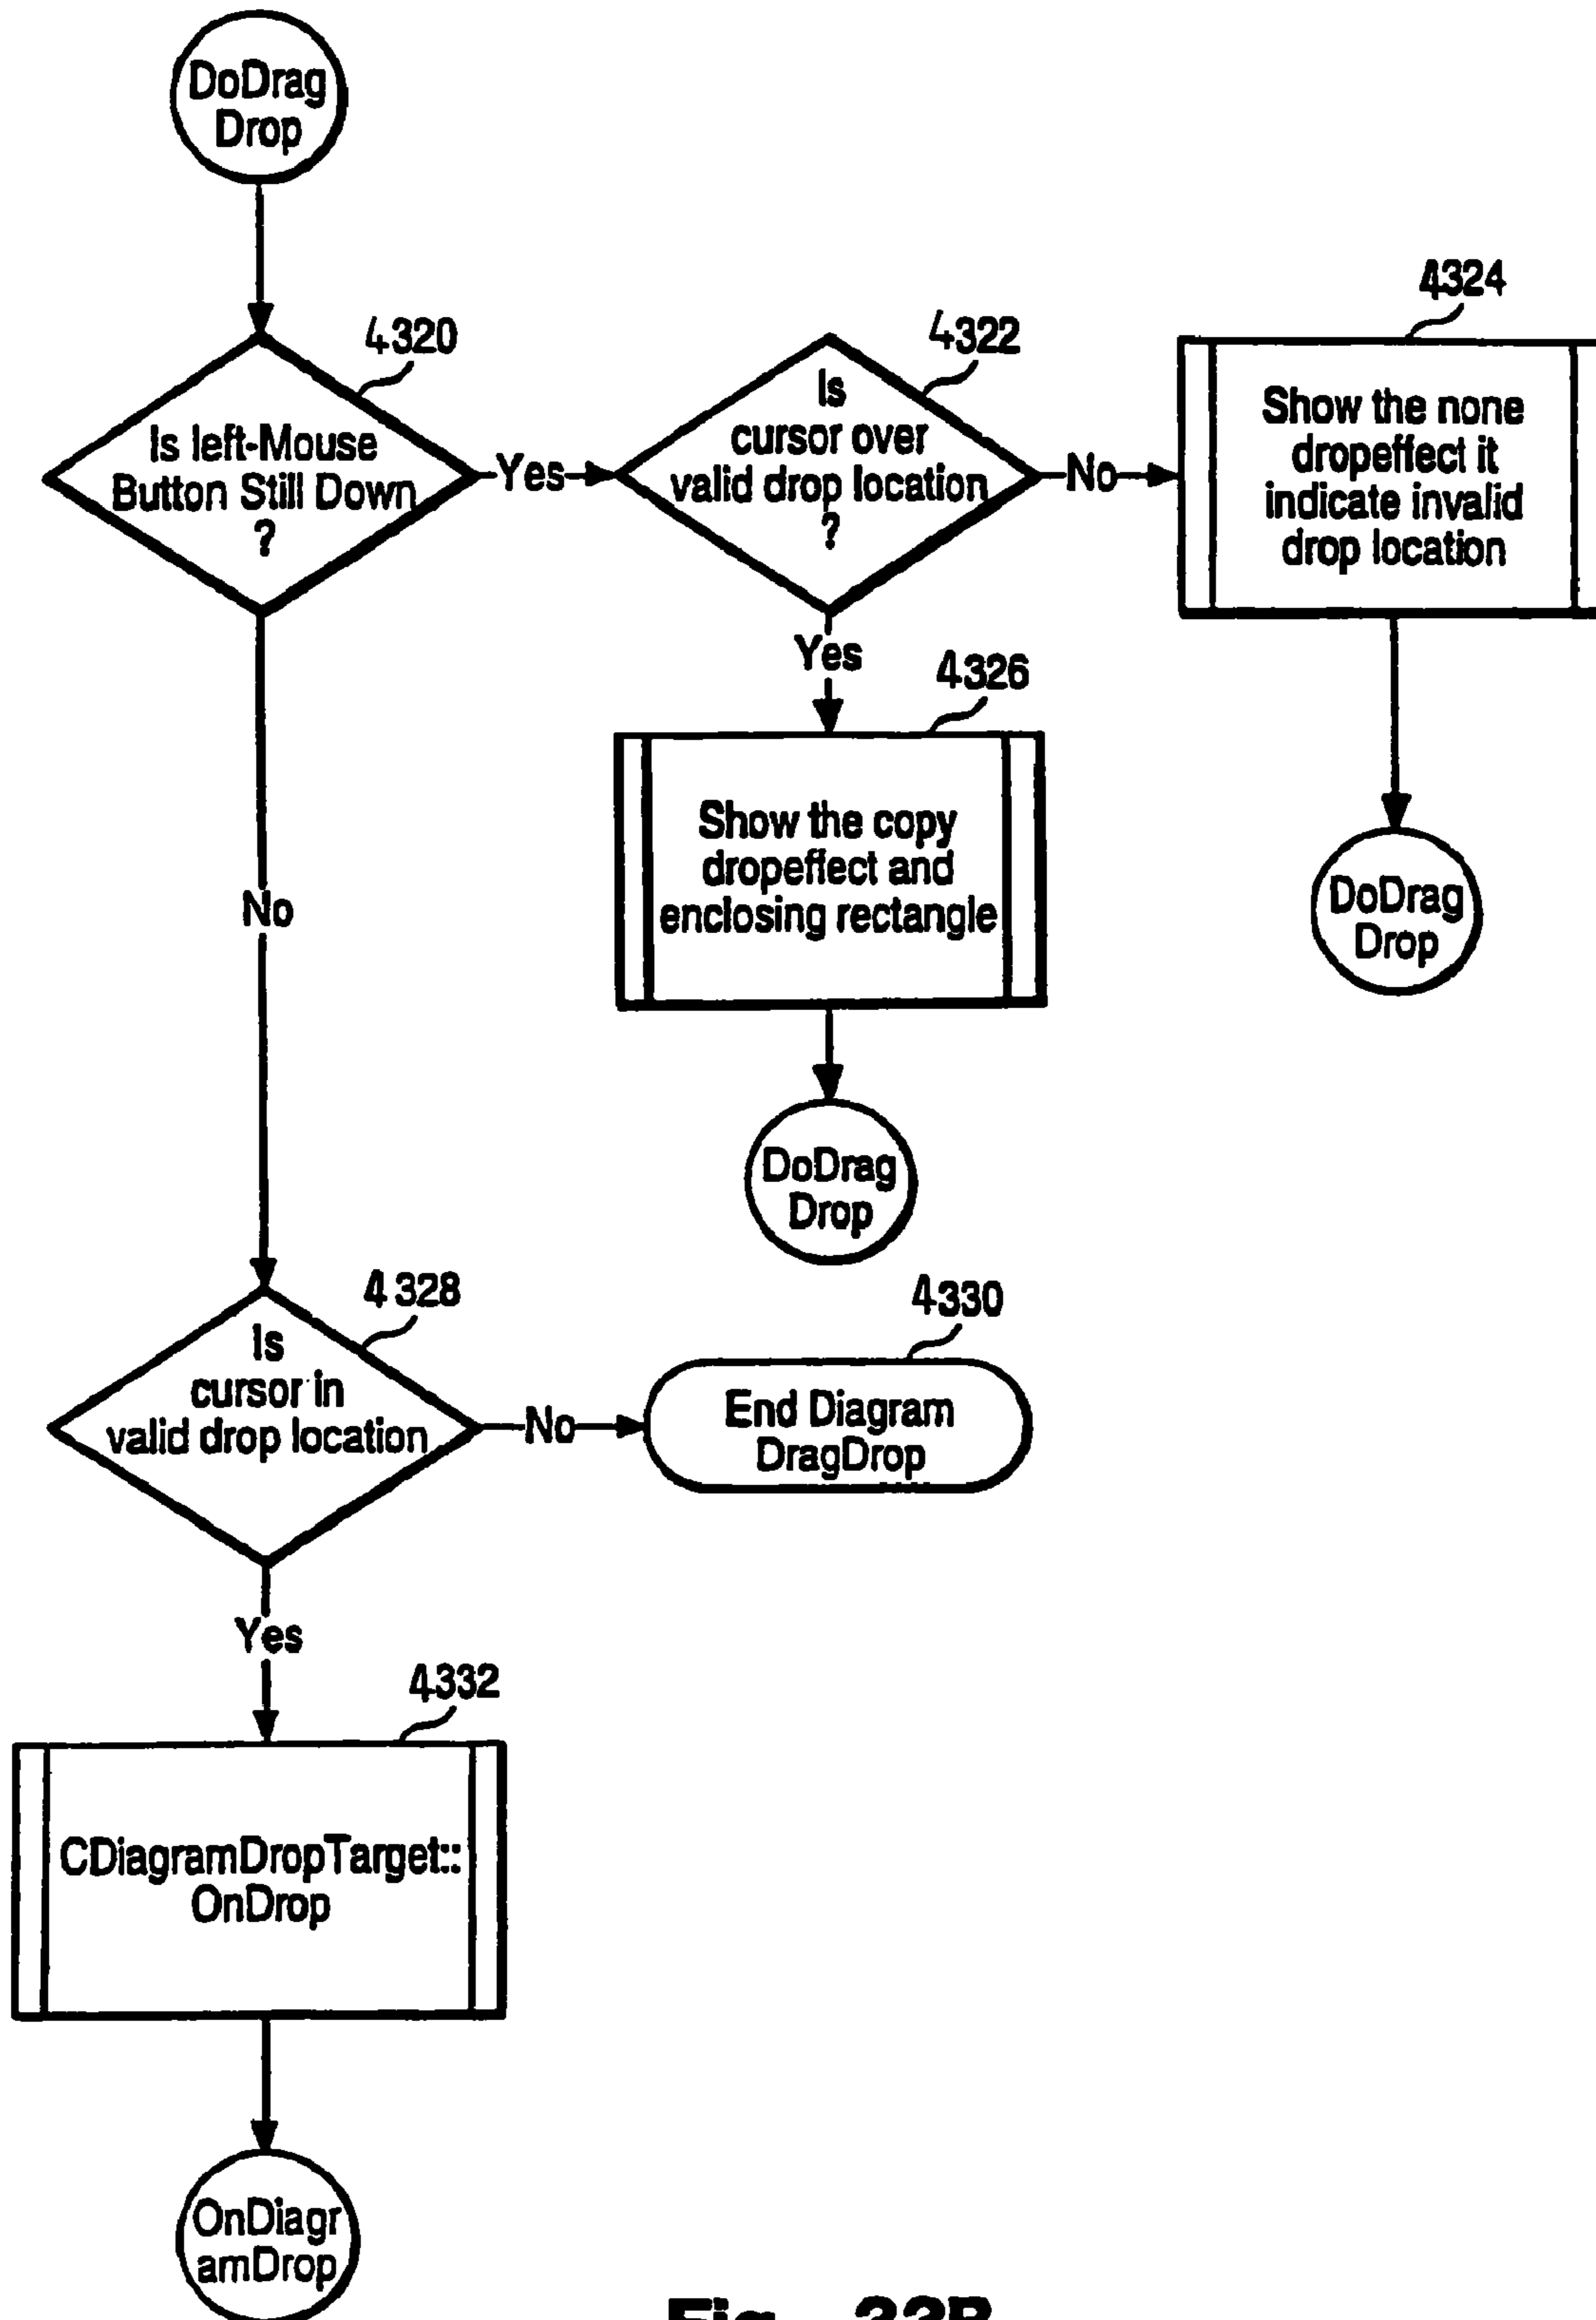 DoDrag
Drop
4320
Is left-Mouse
Button Still Down
?
Yes
4322
Is
cursor over
valid drop location
?
No
4324
Show the none
dropeffect it
indicate invalid
drop location
DoDrag
Drop
Yes
4326
Show the copy
dropeffect and
enclosing rectangle
DoDrag
Drop
No
4328
Is
cursor in
valid drop location
No
4330
End Diagram
DragDrop
Yes
4332
CDiagramDropTarget::
OnDrop
OnDiagr
amDrop
Fig. 33B